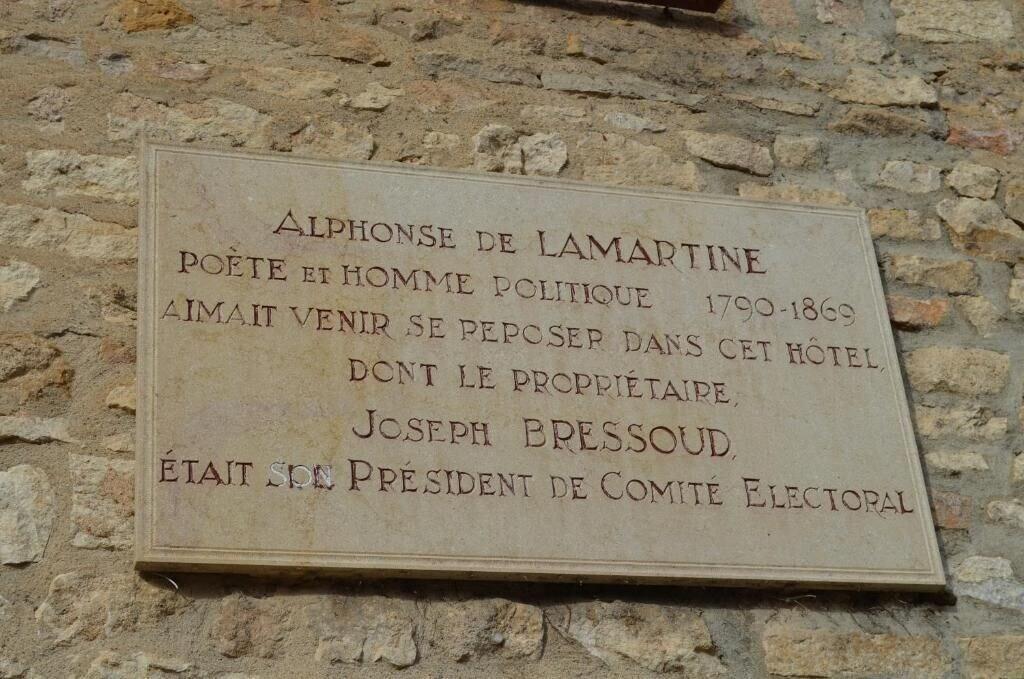 ALPHONSE DE LAMARTINE
POÈTE ET HOMME POLITIQUE 1790-1869
AIMAIT VENIR SE REPOSER DANS CET HÔTEL,
DONT LE PROPRIÉTAIRE,
JOSEPH BRESSOUD,
ÉTAIT SON PRÉSIDENT DE COMITÉ ELECTORAL